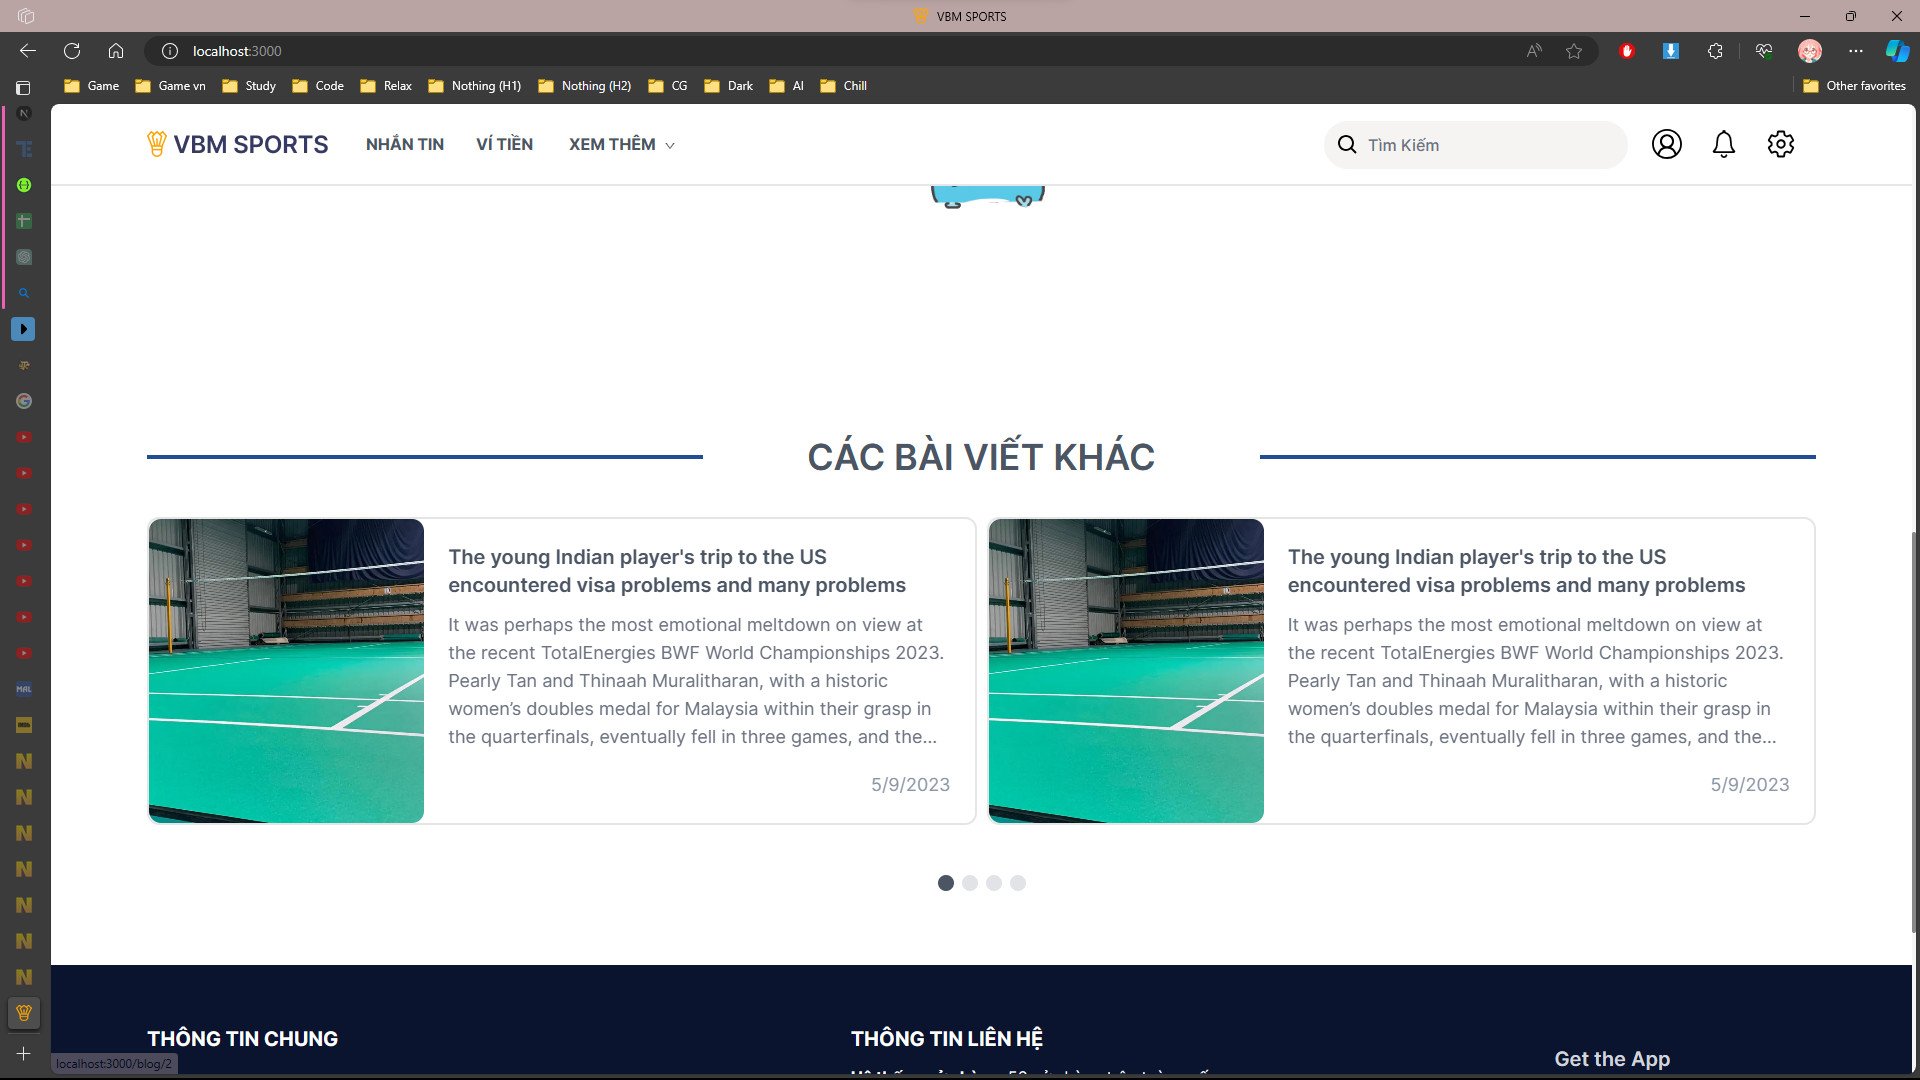 VBM SPORTS
localhost:3000
Game
Game vn
Study
Code
Relax
Nothing (H1)
Nothing (H2)
CG
Dark
AI
Chill
Other favorites
VBM SPORTS
NHẮN TIN
VÍ TIỀN
XEM THÊM
Tìm Kiếm
CÁC BÀI VIẾT KHÁC
The young Indian player's trip to the US
encountered visa problems and many problems
It was perhaps the most emotional meltdown on view at
the recent TotalEnergies BWF World Championships 2023.
Pearly Tan and Thinaah Muralitharan, with a historic
women’s doubles medal for Malaysia within their grasp in
the quarterfinals, eventually fell in three games, and the...
5/9/2023
The young Indian player's trip to the US
encountered visa problems and many problems
It was perhaps the most emotional meltdown on view at
the recent TotalEnergies BWF World Championships 2023.
Pearly Tan and Thinaah Muralitharan, with a historic
women’s doubles medal for Malaysia within their grasp in
the quarterfinals, eventually fell in three games, and the...
5/9/2023
THÔNG TIN CHUNG
THÔNG TIN LIÊN HỆ
Get the App
localhost:3000/blog/2